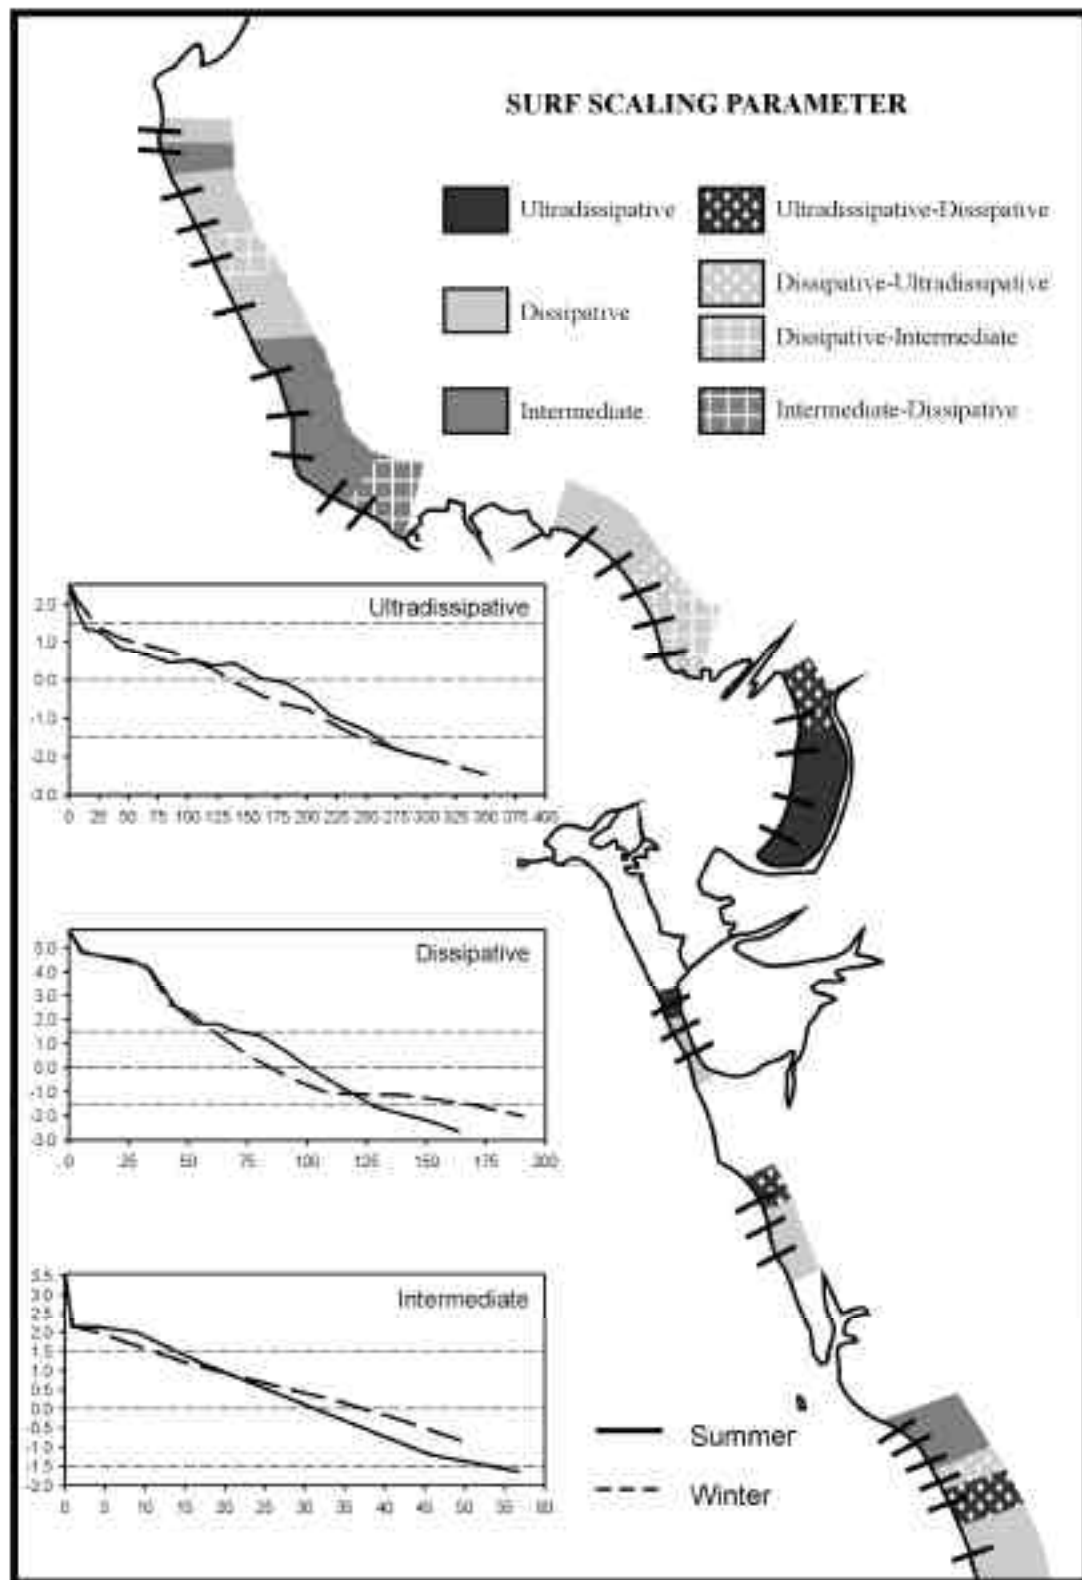 SURF SCALING PARAMETER
Ultradissipative
Ultradissipative-Dissipative
Dissipative-Ultradissipative
Dissipative
Dissipative-Intermediate
Intermediate
Intermediate-Dissipative
Ultradissipative
2.0
1.0
0.0
-1.0
-2.0
-3.0
0 25 50 75 100 125 150 175 200 225 250 275 300 325 350 375 400
Dissipative
5.0
4.0
3.0
2.0
1.0
0.0
-1.0
-2.0
-3.0
0 25 50 75 100 125 150 175 200
Intermediate
3.5
3.0
2.5
2.0
1.5
1.0
0.5
0.0
-0.5
-1.0
-1.5
-2.0
0 5 10 15 20 25 30 35 40 45 50 55 60
Summer
Winter